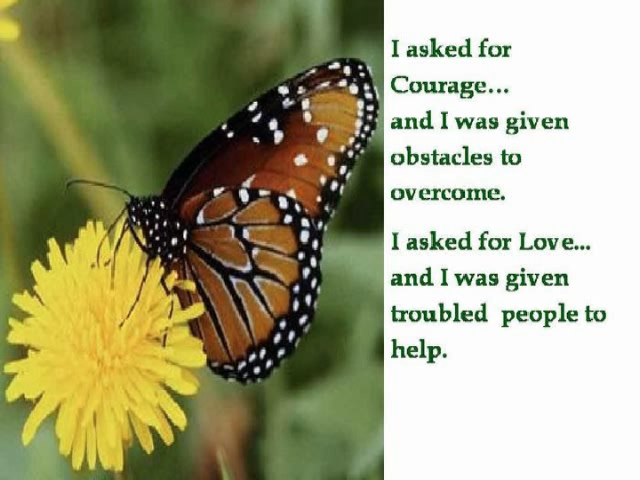 I asked for
Courage...
and I was given
obstacles to
overcome.
I asked for Love...
and I was given
troubled  people to
help.